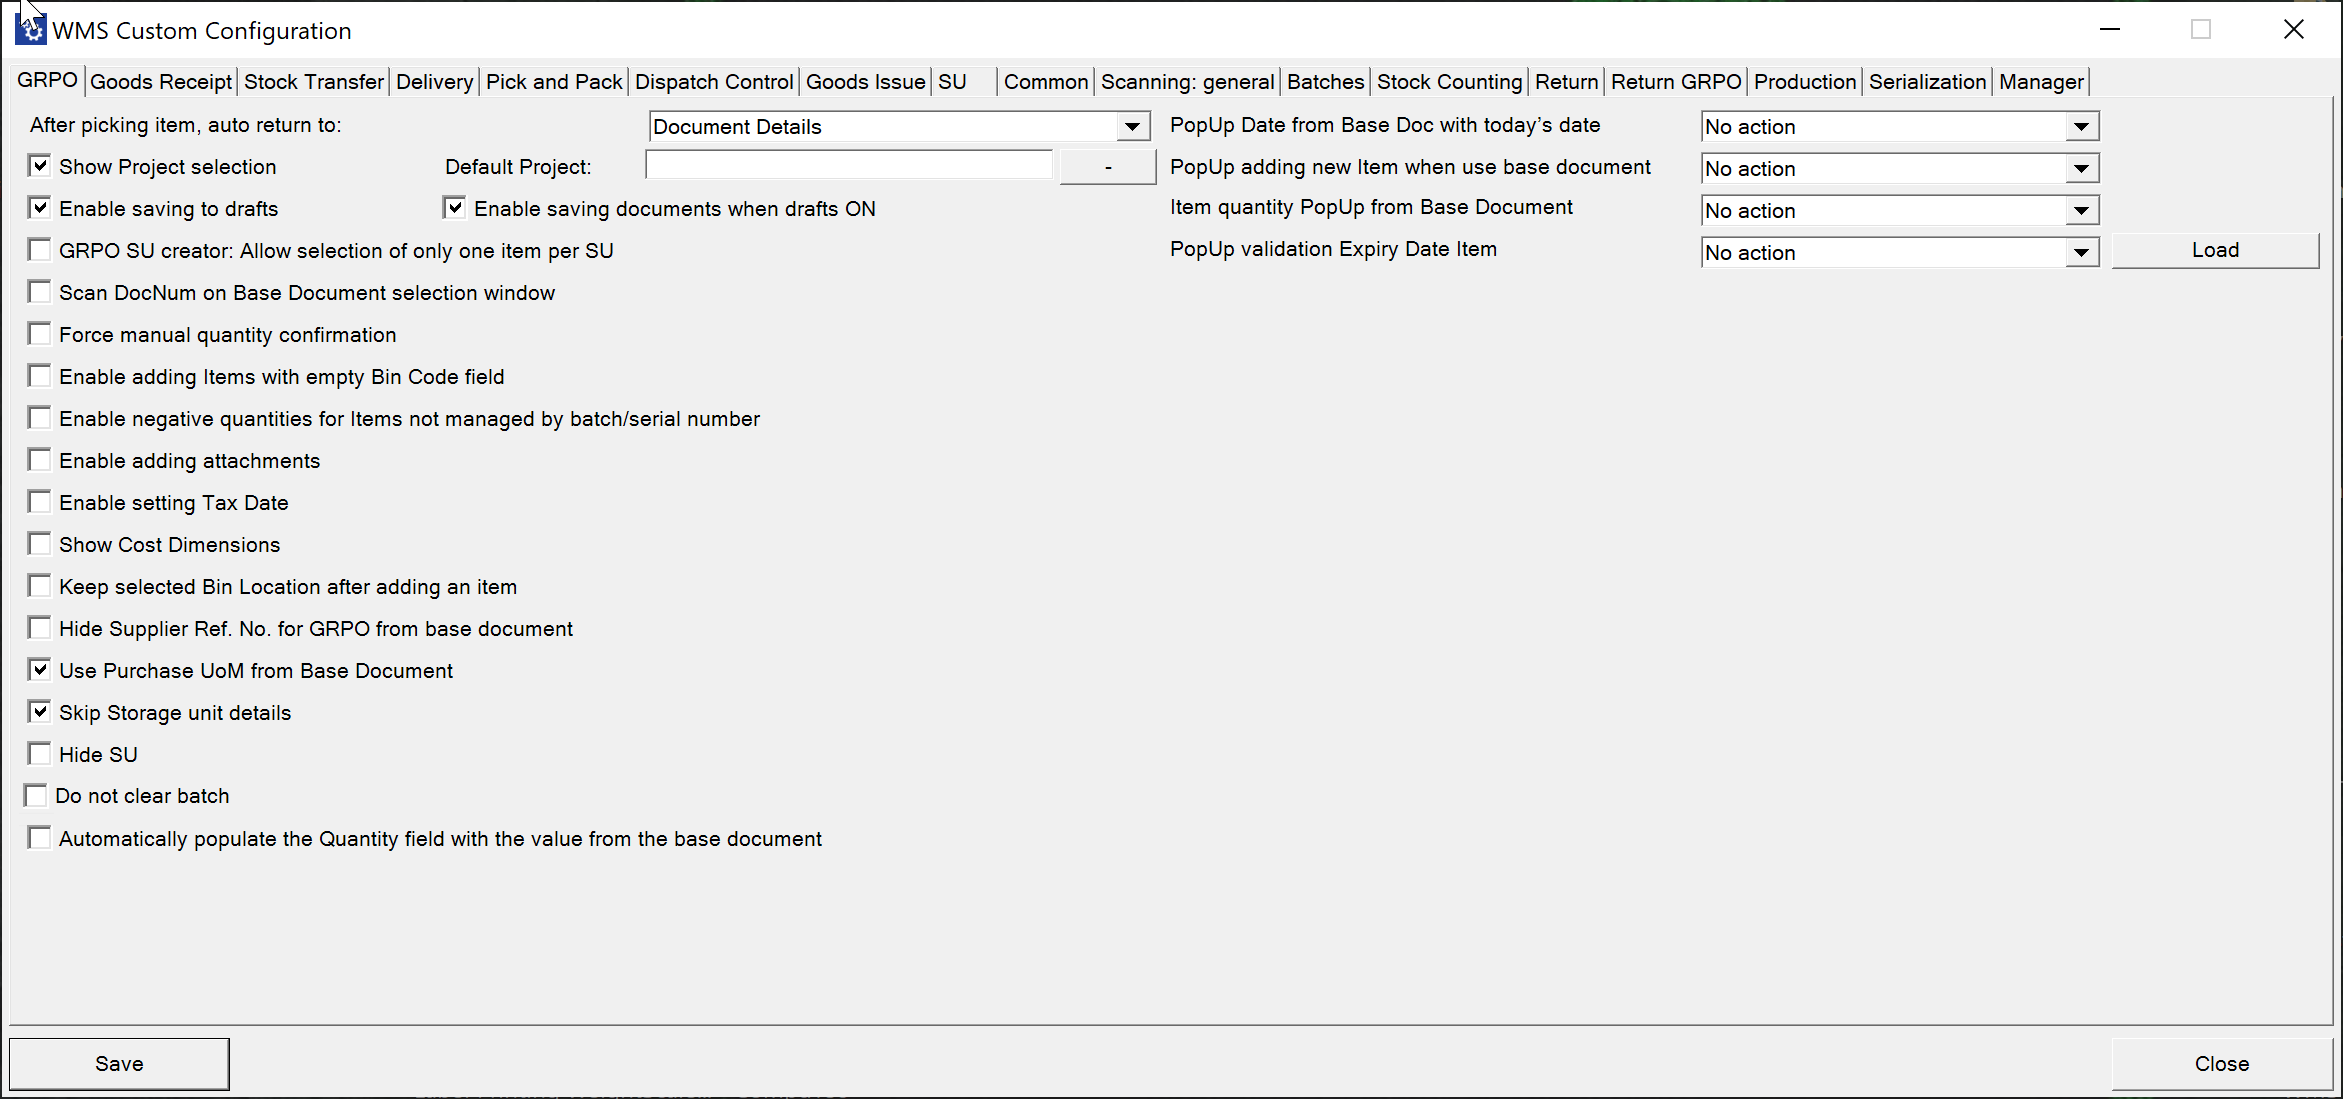 WMS Custom Configuration
GRPO Goods Receipt Stock Transfer Delivery Pick and Pack Dispatch Control Goods Issue SU Common Scanning: general Batches Stock Counting Return Return GRPO Production Serialization Manager
After picking item, auto return to: Document Details PopUp Date from Base Doc with today’s date No action
Show Project selection Default Project: - PopUp adding new Item when use base document No action
Enable saving to drafts Enable saving documents when drafts ON Item quantity PopUp from Base Document No action
GRPO SU creator: Allow selection of only one item per SU PopUp validation Expiry Date Item No action Load
Scan DocNum on Base Document selection window
Force manual quantity confirmation
Enable adding Items with empty Bin Code field
Enable negative quantities for Items not managed by batch/serial number
Enable adding attachments
Enable setting Tax Date
Show Cost Dimensions
Keep selected Bin Location after adding an item
Hide Supplier Ref. No. for GRPO from base document
Use Purchase UoM from Base Document
Skip Storage unit details
Hide SU
Do not clear batch
Automatically populate the Quantity field with the value from the base document
Save Close